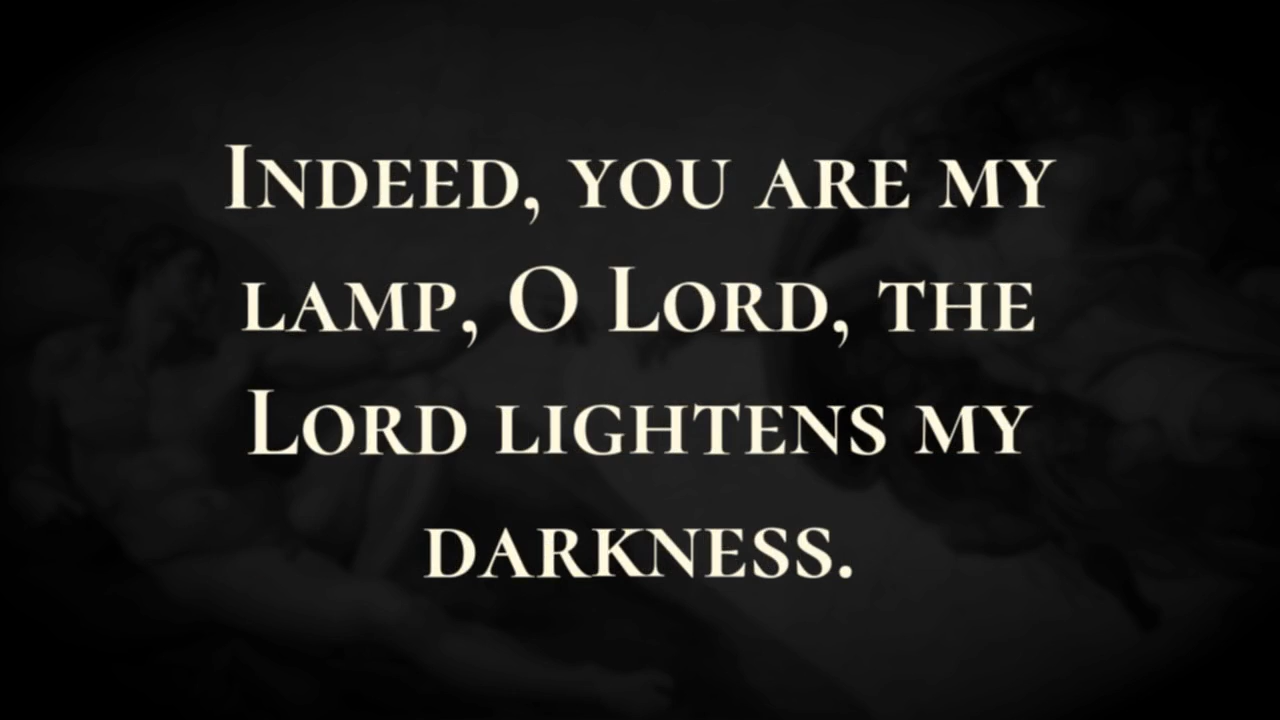 Indeed, you are my
lamp, O Lord, the
Lord lightens my
darkness.